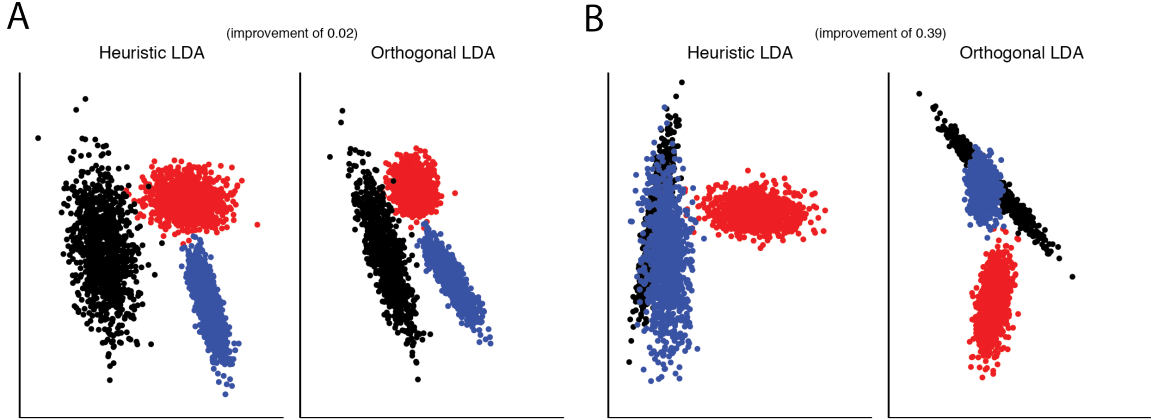 A
(improvement of 0.02)
Heuristic LDA
Orthogonal LDA
B
(improvement of 0.39)
Heuristic LDA
Orthogonal LDA